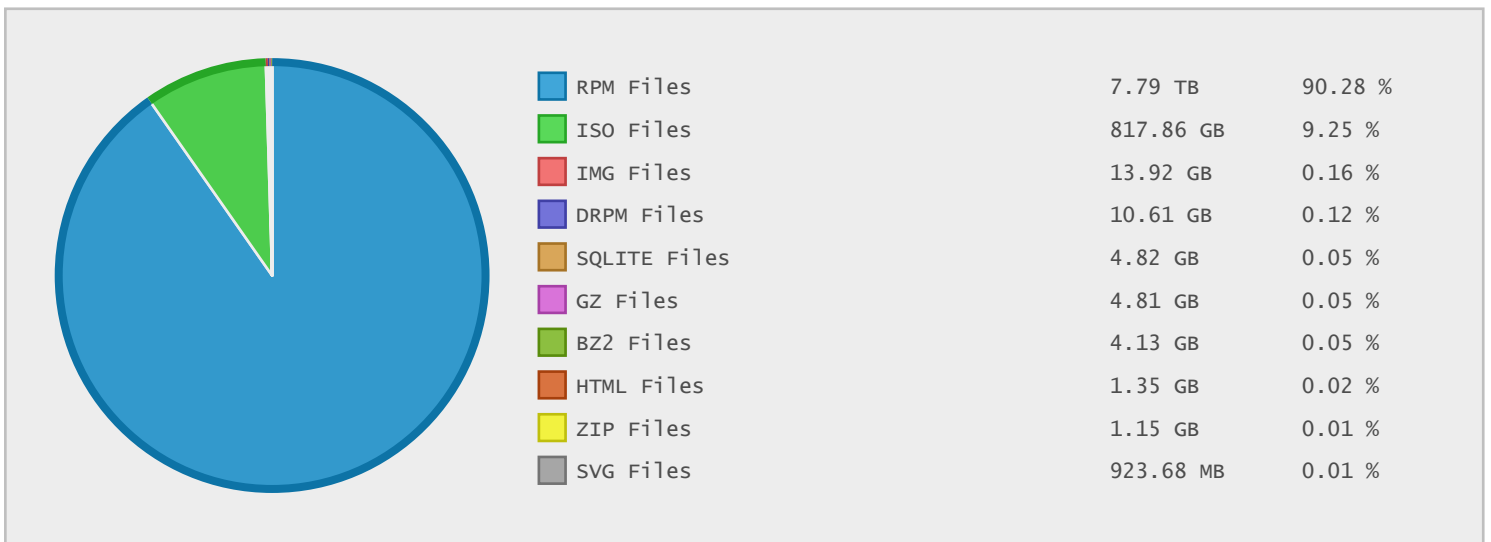 RPM Files 7.79 TB 90.28 %
ISO Files 817.86 GB 9.25 %
IMG Files 13.92 GB 0.16 %
DRPM Files 10.61 GB 0.12 %
SQLITE Files 4.82 GB 0.05 %
GZ Files 4.81 GB 0.05 %
BZ2 Files 4.13 GB 0.05 %
HTML Files 1.35 GB 0.02 %
ZIP Files 1.15 GB 0.01 %
SVG Files 923.68 MB 0.01 %